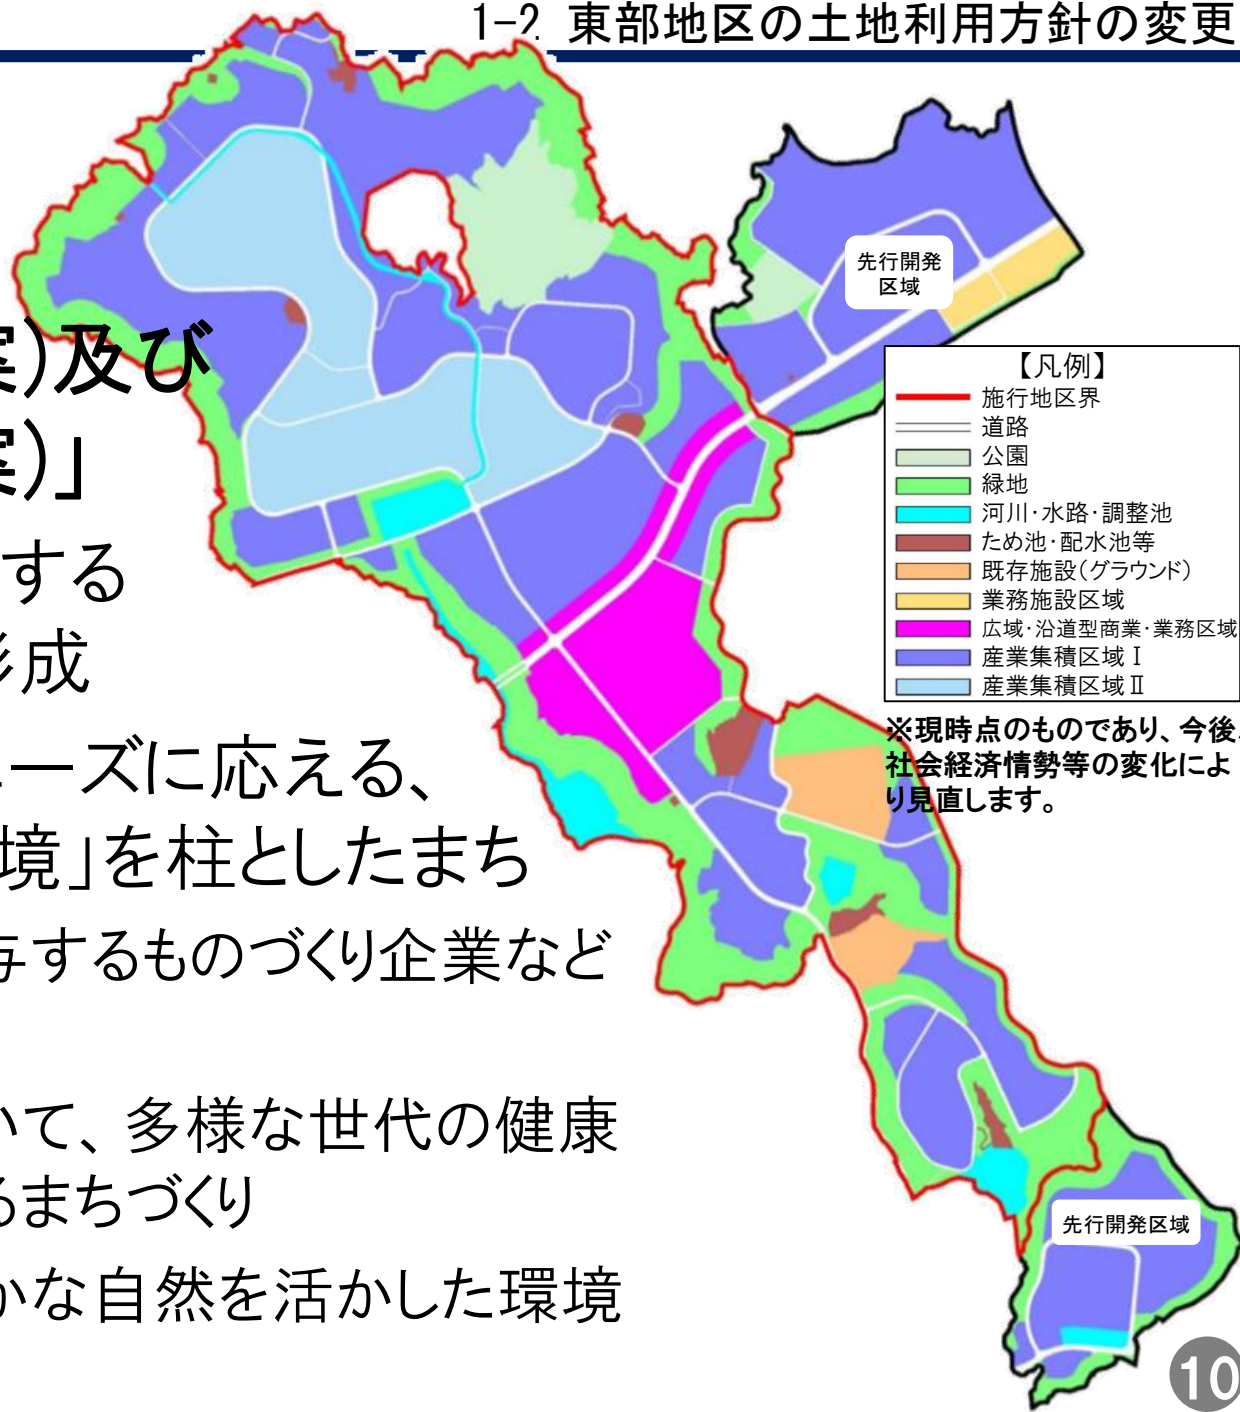 1-2. 東部地区の土地利用方針の変更
先行開発
区域
案)及び
案)」
する
形成
ーズに応える、
境」を柱としたまち
与するものづくり企業など
いて、多様な世代の健康
るまちづくり
かな自然を活かした環境
【凡例】
施行地区界
道路
公園
緑地
河川・水路・調整池
ため池・配水池等
既存施設(グラウンド)
業務施設区域
広域・沿道型商業・業務区域
産業集積区域Ⅰ
産業集積区域Ⅱ
※現時点のものであり、今後、
社会経済情勢等の変化によ
り見直します。
先行開発区域
10